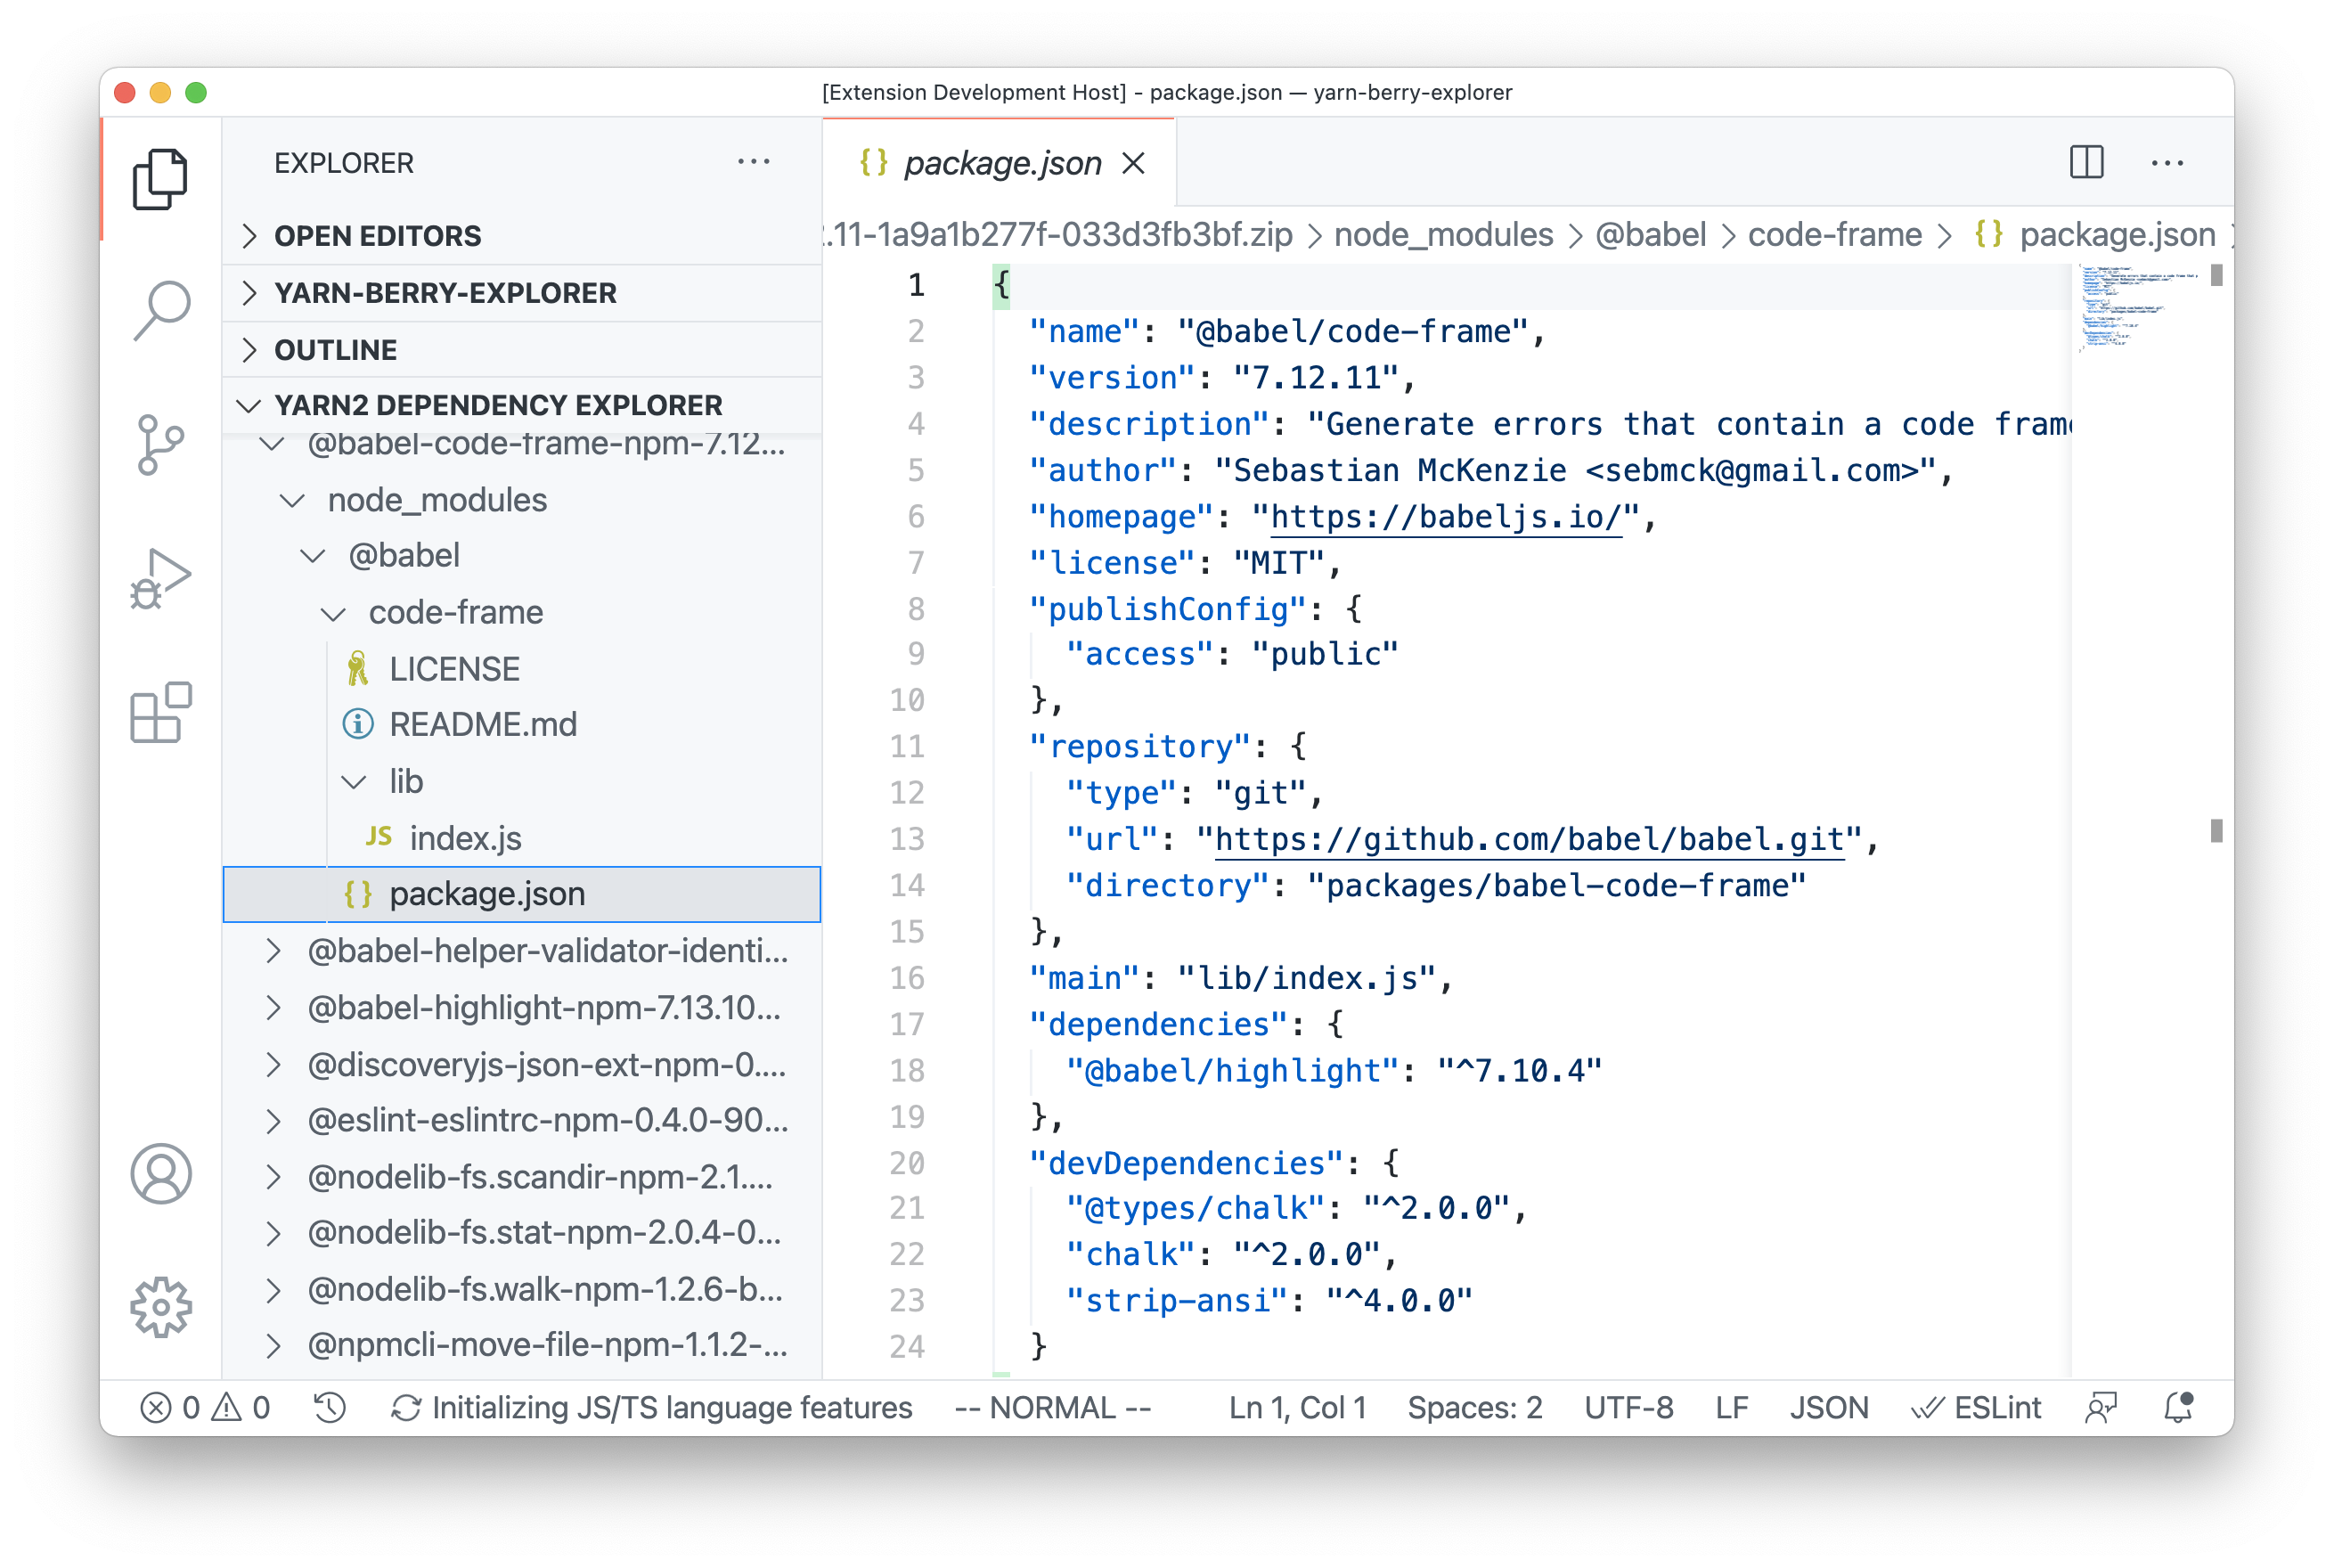 [Extension Development Host] - package.json — yarn-berry-explorer
EXPLORER
OPEN EDITORS
YARN-BERRY-EXPLORER
OUTLINE
YARN2 DEPENDENCY EXPLORER
@babel-code-frame-npm-7.12...
node_modules
@babel
code-frame
LICENSE
README.md
lib
JS index.js
{} package.json
@babel-helper-validator-identi...
@babel-highlight-npm-7.13.10...
@discoveryjs-json-ext-npm-0....
@eslint-eslintrc-npm-0.4.0-90...
@nodelib-fs.scandir-npm-2.1....
@nodelib-fs.stat-npm-2.0.4-0...
@nodelib-fs.walk-npm-1.2.6-b...
@npmcli-move-file-npm-1.1.2-...
{} package.json
.11-1a9a1b277f-033d3fb3bf.zip > node_modules > @babel > code-frame > {} package.json
1 {
2 "name": "@babel/code-frame",
3 "version": "7.12.11",
4 "description": "Generate errors that contain a code frame
5 "author": "Sebastian McKenzie <sebmck@gmail.com>",
6 "homepage": "https://babeljs.io/",
7 "license": "MIT",
8 "publishConfig": {
9 "access": "public"
10 },
11 "repository": {
12 "type": "git",
13 "url": "https://github.com/babel/babel.git",
14 "directory": "packages/babel-code-frame"
15 },
16 "main": "lib/index.js",
17 "dependencies": {
18 "@babel/highlight": "^7.10.4"
19 },
20 "devDependencies": {
21 "@types/chalk": "^2.0.0",
22 "chalk": "^2.0.0",
23 "strip-ansi": "^4.0.0"
24 }
0 0 Initializing JS/TS language features -- NORMAL -- Ln 1, Col 1 Spaces: 2 UTF-8 LF JSON ESLint